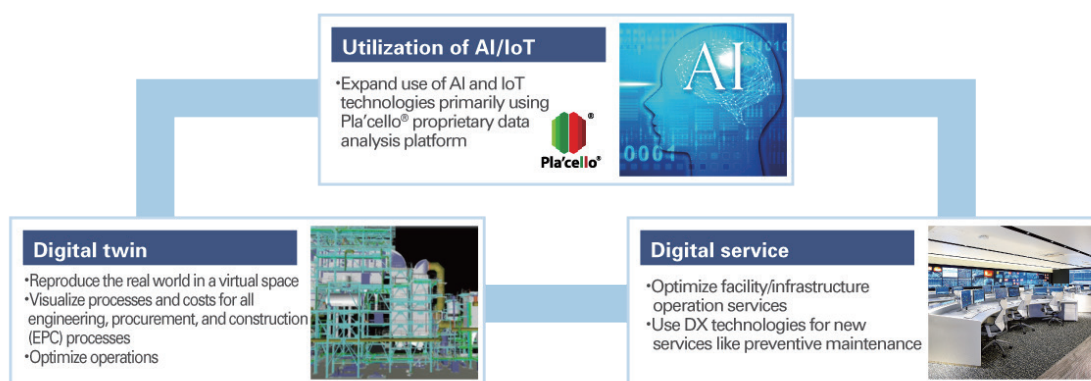 Utilization of AI/IoT
•Expand use of AI and IoT
technologies primarily using
Pla’cello® proprietary data
analysis platform
®
Pla’cello®
AI
0001
Digital twin
•Reproduce the real world in a virtual space
•Visualize processes and costs for all
engineering, procurement, and construction
(EPC) processes
•Optimize operations
Digital service
•Optimize facility/infrastructure
operation services
•Use DX technologies for new
services like preventive maintenance